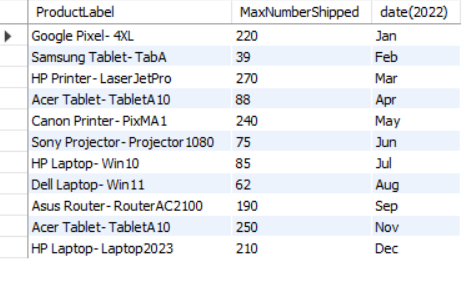 ProductLabel MaxNumberShipped date(2022)
Google Pixel- 4XL 220 Jan
Samsung Tablet- TabA 39 Feb
HP Printer- LaserJetPro 270 Mar
Acer Tablet- TabletA10 88 Apr
Canon Printer- PixMA1 240 May
Sony Projector- Projector1080 75 Jun
HP Laptop- Win10 85 Jul
Dell Laptop- Win11 62 Aug
Asus Router- RouterAC2100 190 Sep
Acer Tablet- TabletA10 250 Nov
HP Laptop- Laptop2023 210 Dec